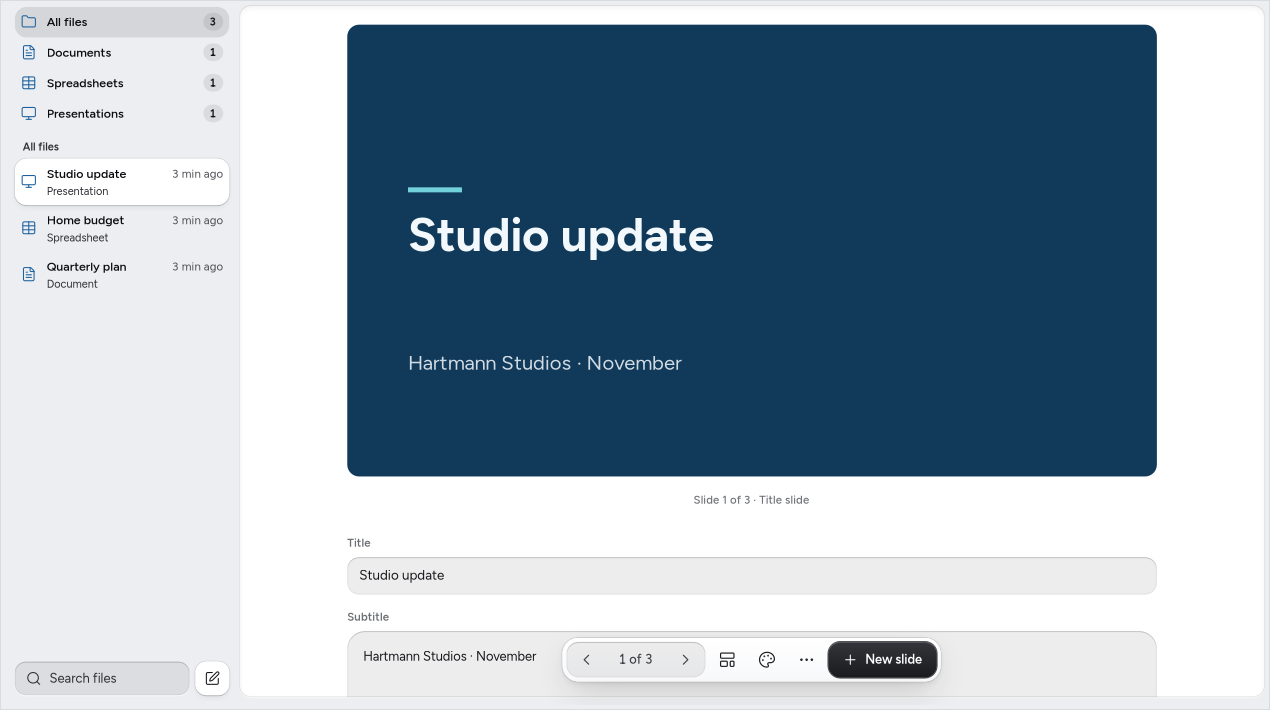 All files 3
Documents 1
Spreadsheets 1
Presentations 1
All files
Studio update 3 min ago
Presentation
Home budget 3 min ago
Spreadsheet
Quarterly plan 3 min ago
Document
Search files
Studio update
Hartmann Studios · November
Slide 1 of 3 · Title slide
Title
Studio update
Subtitle
Hartmann Studios · November
1 of 3
New slide